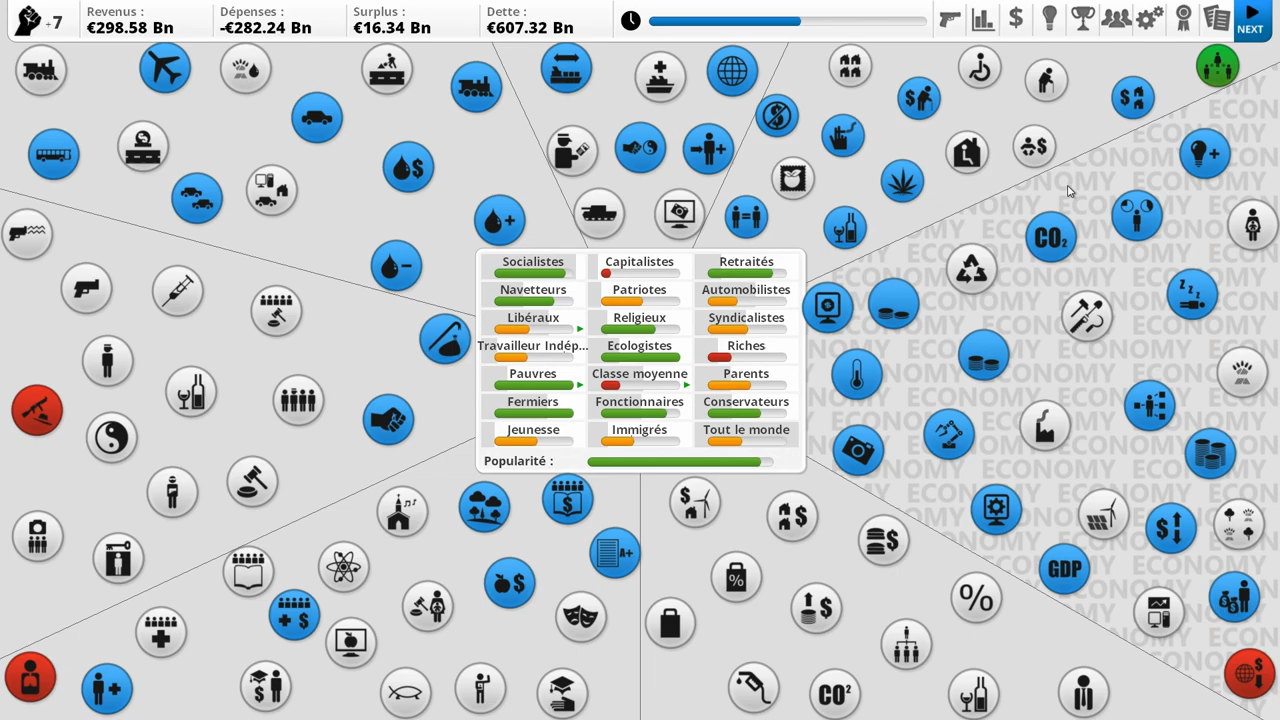 +7
Revenus :
€298.58 Bn
Dépenses :
-€282.24 Bn
Surplus :
€16.34 Bn
Dette :
€607.32 Bn
NEXT
Socialistes
Capitalistes
Retraités
Navetteurs
Patriotes
Automobilistes
Libéraux
Religieux
Syndicalistes
Travailleur Indép...
Ecologistes
Riches
Pauvres
Classe moyenne
Parents
Fermiers
Fonctionnaires
Conservateurs
Jeunesse
Immigrés
Tout le monde
Popularité :
CO₂
GDP
CO²
A+
%
ECONOMY